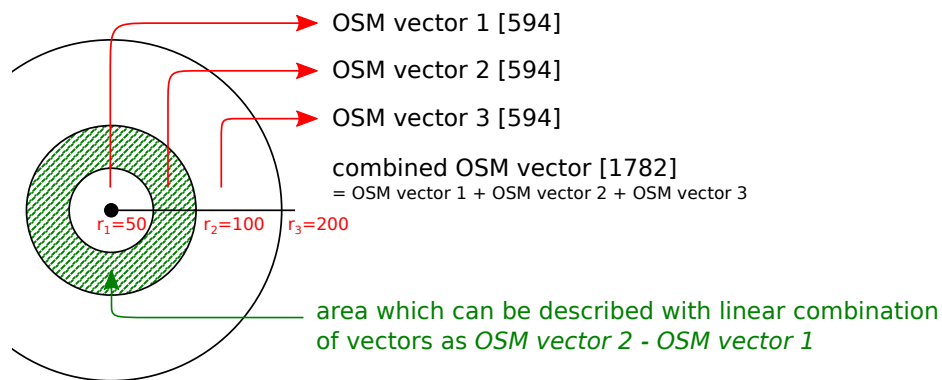 OSM vector 1 [594]
OSM vector 2 [594]
OSM vector 3 [594]
combined OSM vector [1782]
= OSM vector 1 + OSM vector 2 + OSM vector 3
r₁=50
r₂=100
r₃=200
area which can be described with linear combination
of vectors as OSM vector 2 - OSM vector 1